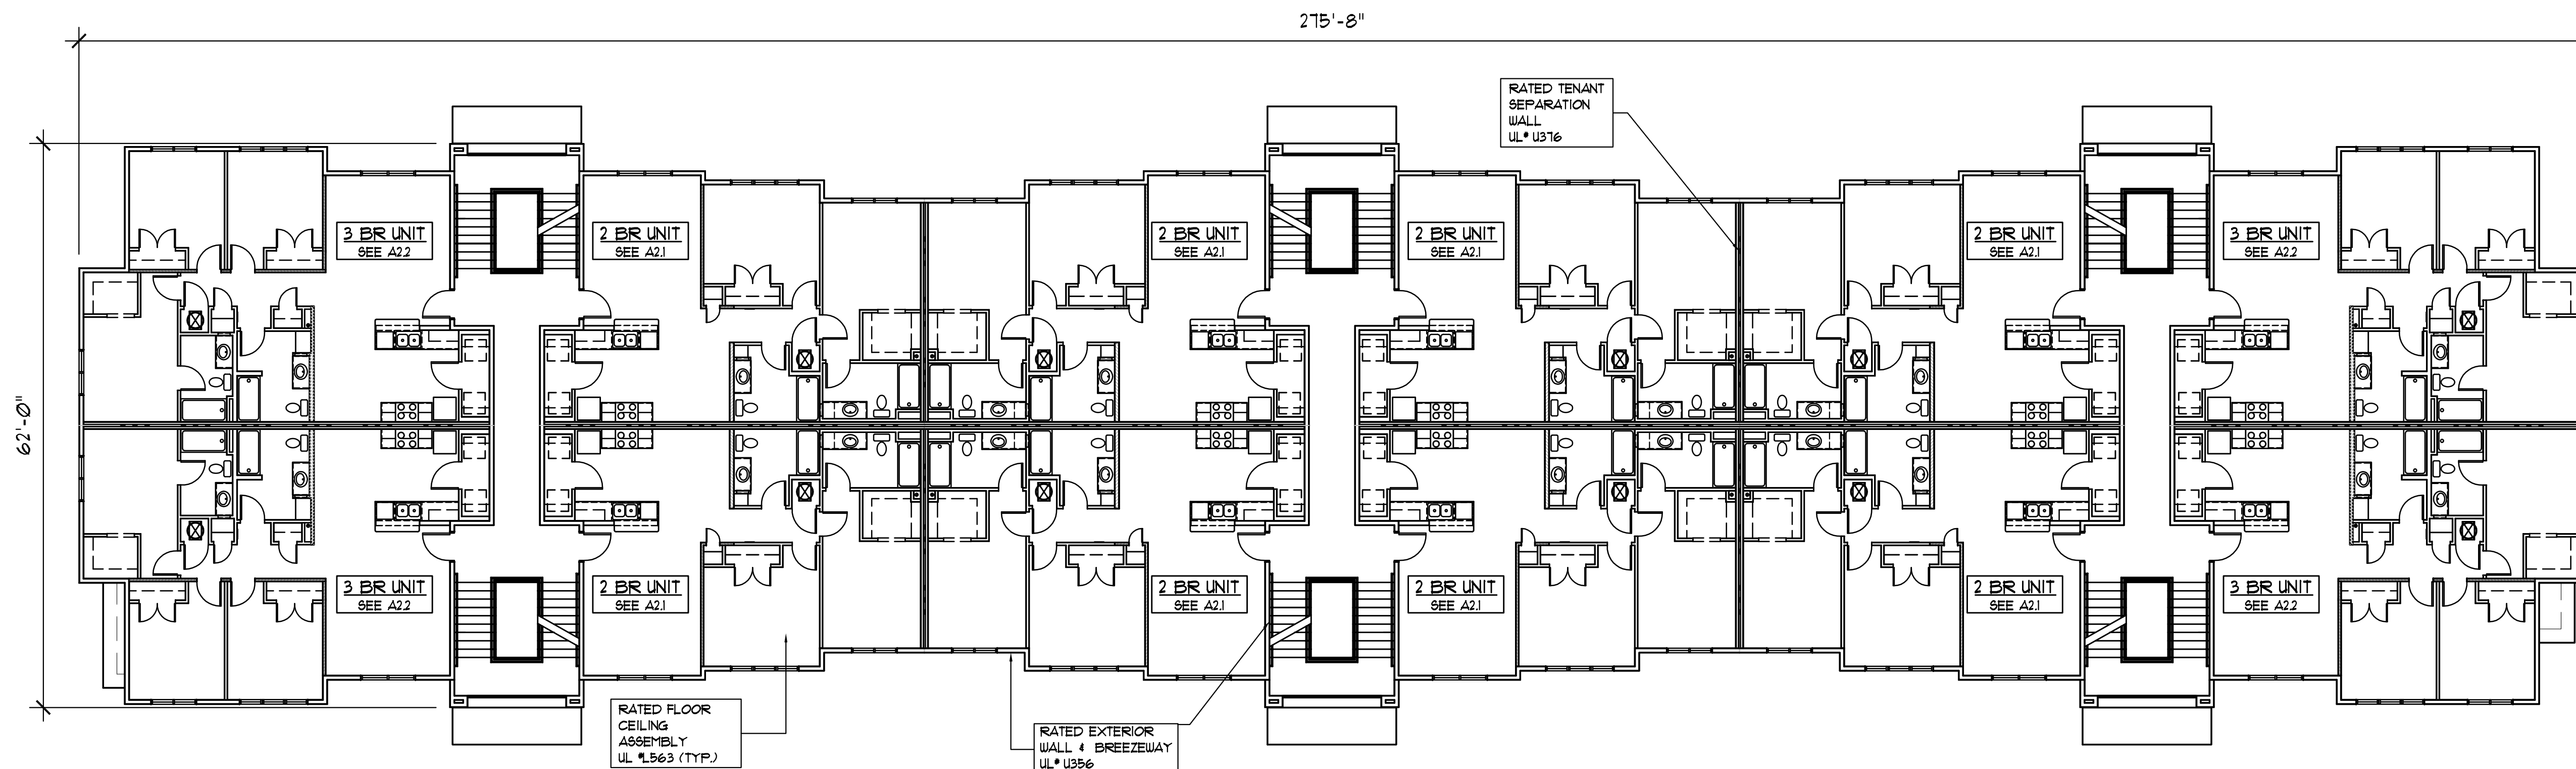 275'-8"
RATED TENANT
SEPARATION
WALL
UL# U376
3 BR UNIT
SEE A2.2
2 BR UNIT
SEE A2.1
2 BR UNIT
SEE A2.1
2 BR UNIT
SEE A2.1
2 BR UNIT
SEE A2.1
3 BR UNIT
SEE A2.2
62'-0"
3 BR UNIT
SEE A2.2
2 BR UNIT
SEE A2.1
2 BR UNIT
SEE A2.1
2 BR UNIT
SEE A2.1
2 BR UNIT
SEE A2.1
3 BR UNIT
SEE A2.2
RATED FLOOR
CEILING
ASSEMBLY
UL #L563 (TYP.)
RATED EXTERIOR
WALL & BREEZEWAY
UL# U356